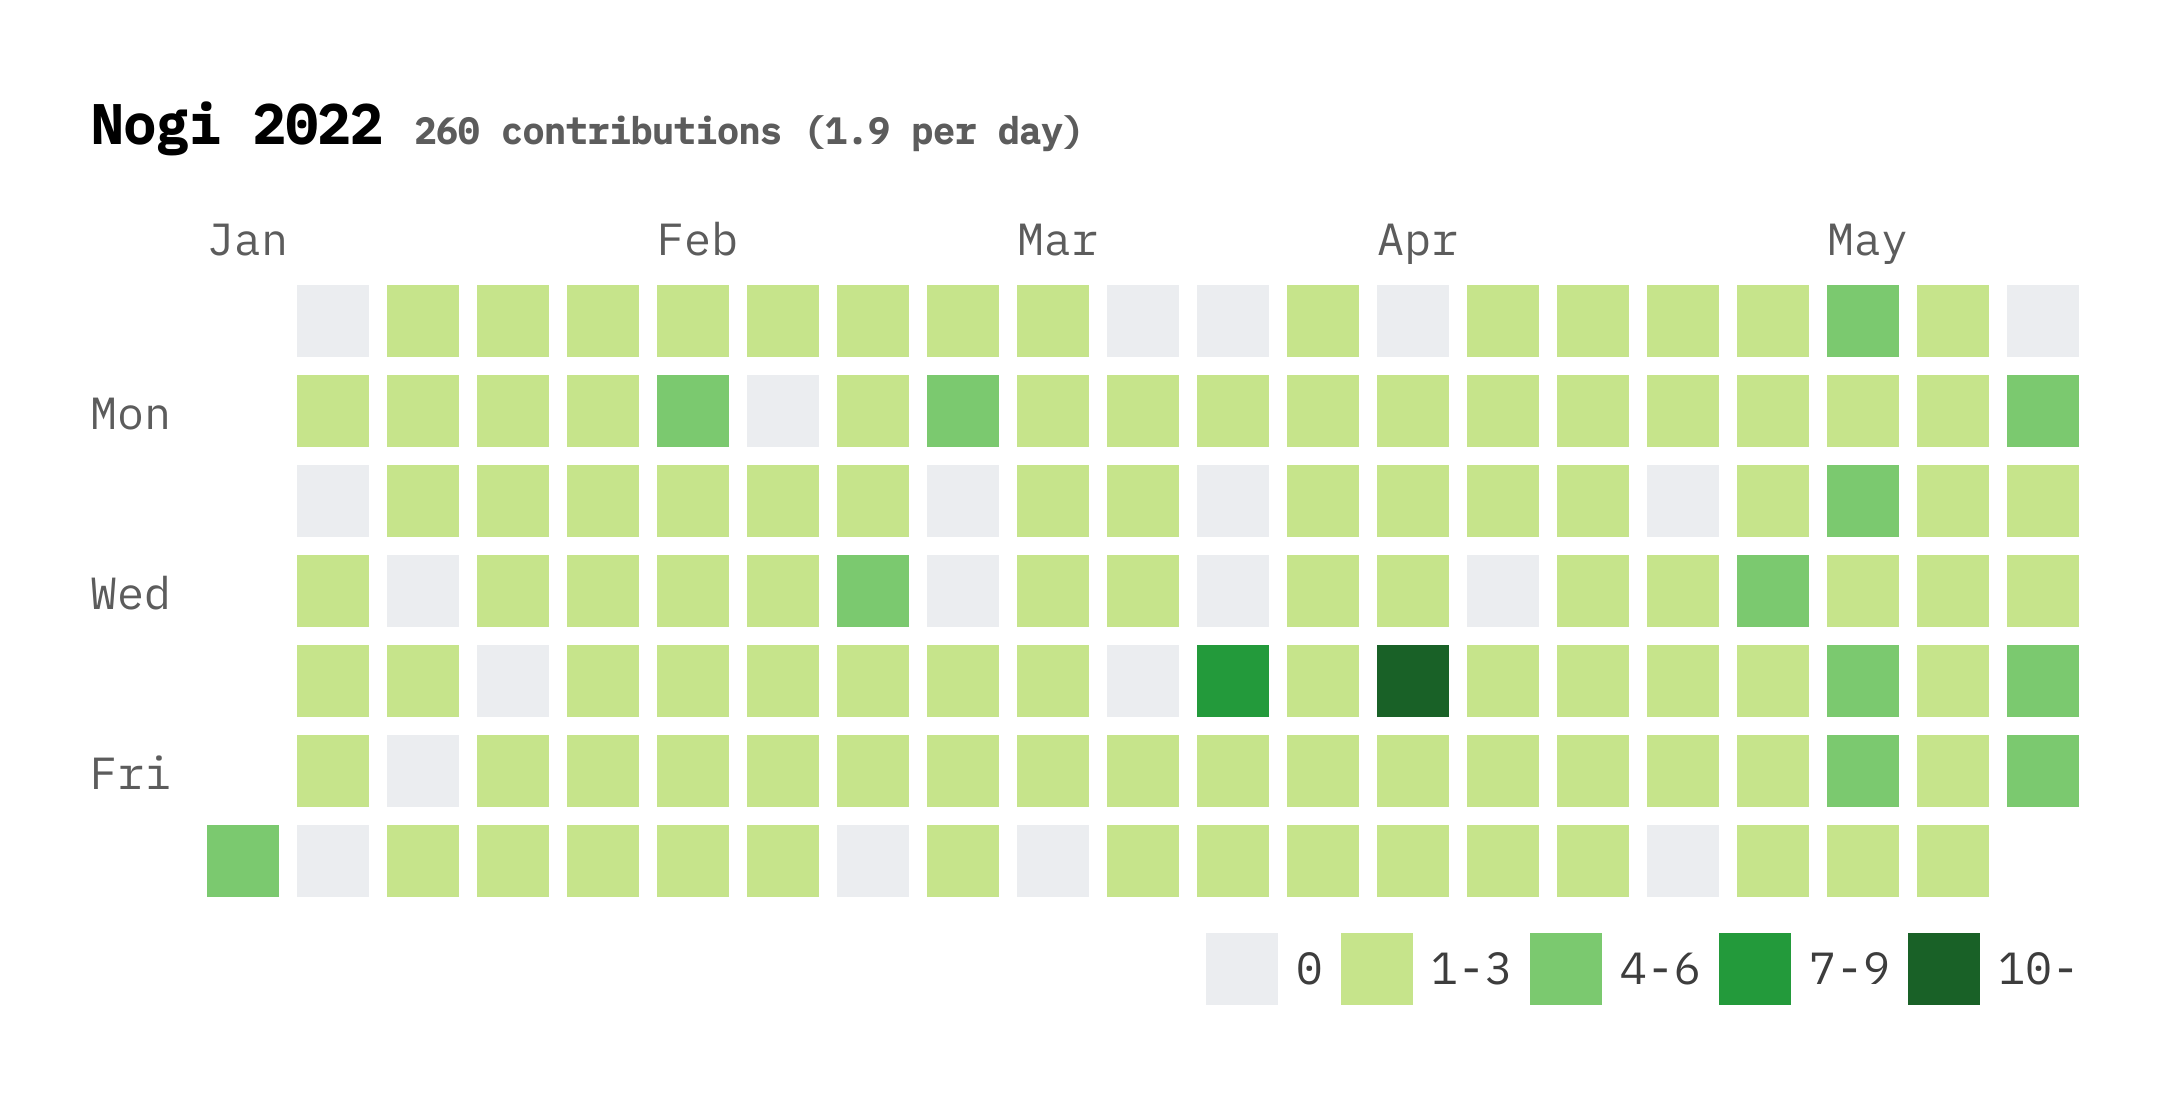 Nogi 2022 260 contributions (1.9 per day)
Jan Feb Mar Apr May
Mon
Wed
Fri
0 1-3 4-6 7-9 10-